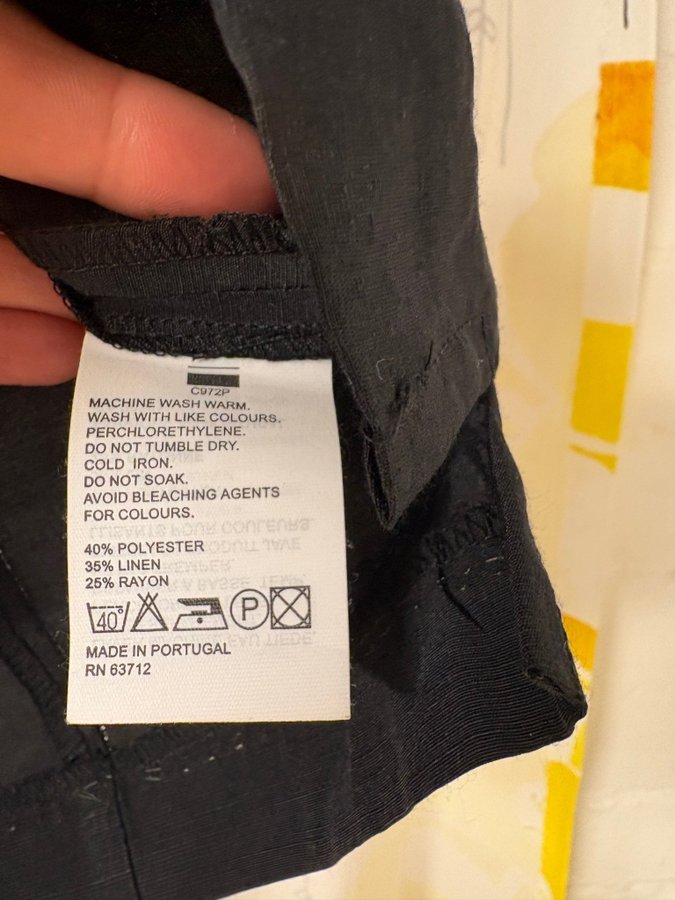 C972P
MACHINE WASH WARM.
WASH WITH LIKE COLOURS.
PERCHLORETHYLENE.
DO NOT TUMBLE DRY.
COLD IRON.
DO NOT SOAK.
AVOID BLEACHING AGENTS
FOR COLOURS.
40% POLYESTER
35% LINEN
25% RAYON
40° P
MADE IN PORTUGAL
RN 63712